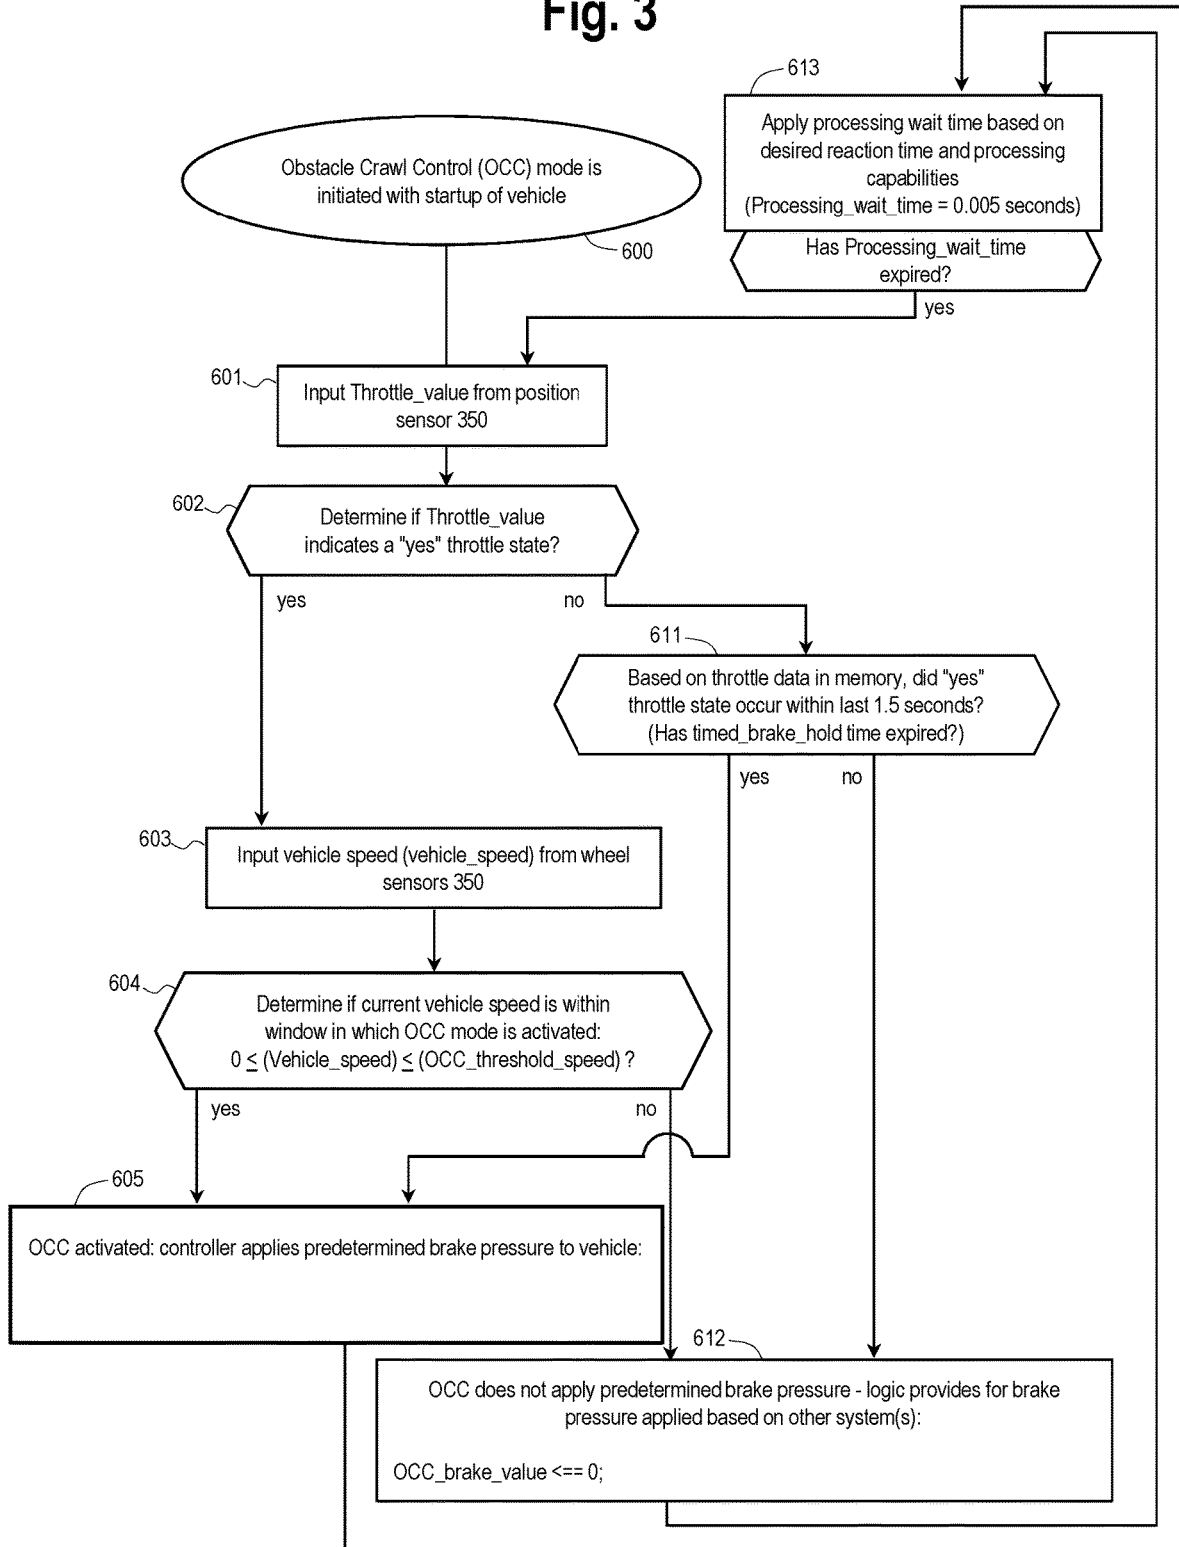 Fig. 3
613
Apply processing wait time based on
desired reaction time and processing
capabilities
(Processing_wait_time = 0.005 seconds)
Has Processing_wait_time
expired?
yes
Obstacle Crawl Control (OCC) mode is
initiated with startup of vehicle
600
601
Input Throttle_value from position
sensor 350
602
Determine if Throttle_value
indicates a "yes" throttle state?
yes
no
611
Based on throttle data in memory, did "yes"
throttle state occur within last 1.5 seconds?
(Has timed_brake_hold time expired?)
yes
no
603
Input vehicle speed (vehicle_speed) from wheel
sensors 350
604
Determine if current vehicle speed is within
window in which OCC mode is activated:
0 ≤ (Vehicle_speed) ≤ (OCC_threshold_speed) ?
yes
no
605
OCC activated: controller applies predetermined brake pressure to vehicle:
612
OCC does not apply predetermined brake pressure - logic provides for brake
pressure applied based on other system(s):
OCC_brake_value <== 0;